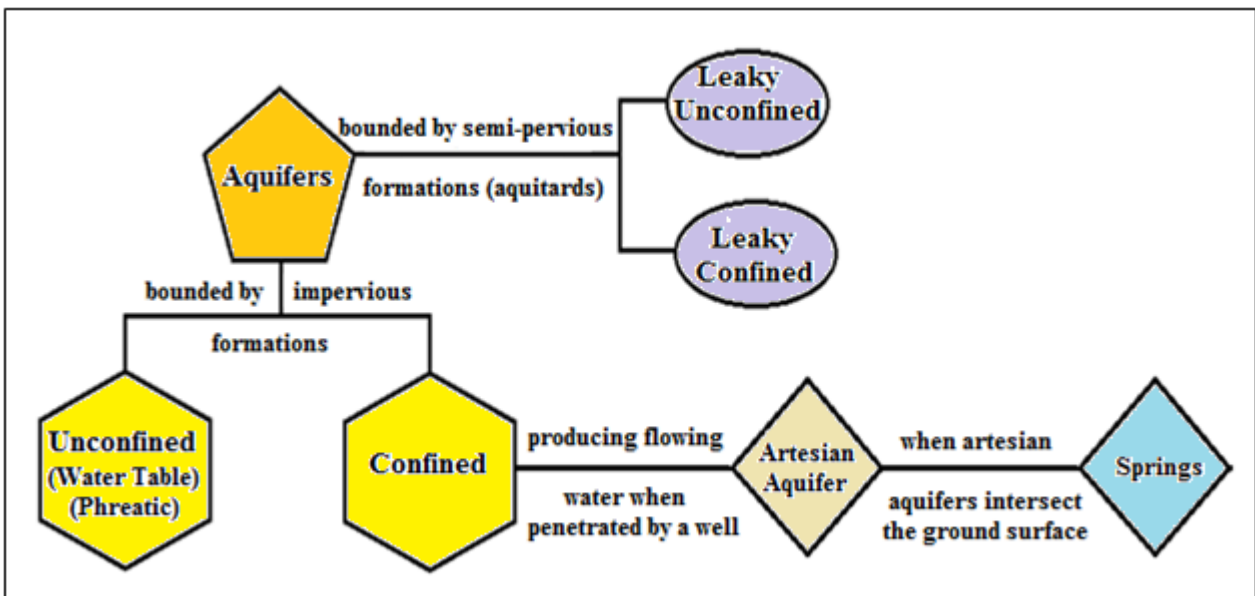 Leaky
Unconfined
bounded by semi-pervious
Aquifers
formations (aquitards)
Leaky
Confined
bounded by impervious
formations
Unconfined
(Water Table)
(Phreatic)
Confined
producing flowing
water when
penetrated by a well
Artesian
Aquifer
when artesian
aquifers intersect
the ground surface
Springs